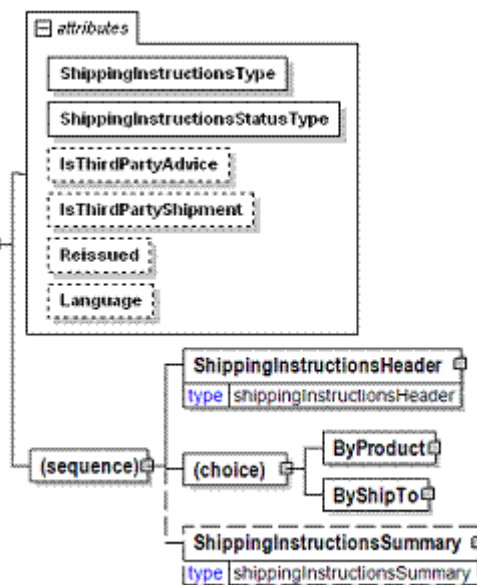 attributes
ShippingInstructionsType
ShippingInstructionsStatusType
IsThirdPartyAdvice
IsThirdPartyShipment
Reissued
Language
ShippingInstructionsHeader
type shippingInstructionsHeader
(sequence)
(choice)
ByProduct
ByShipTo
ShippingInstructionsSummary
type shippingInstructionsSummary